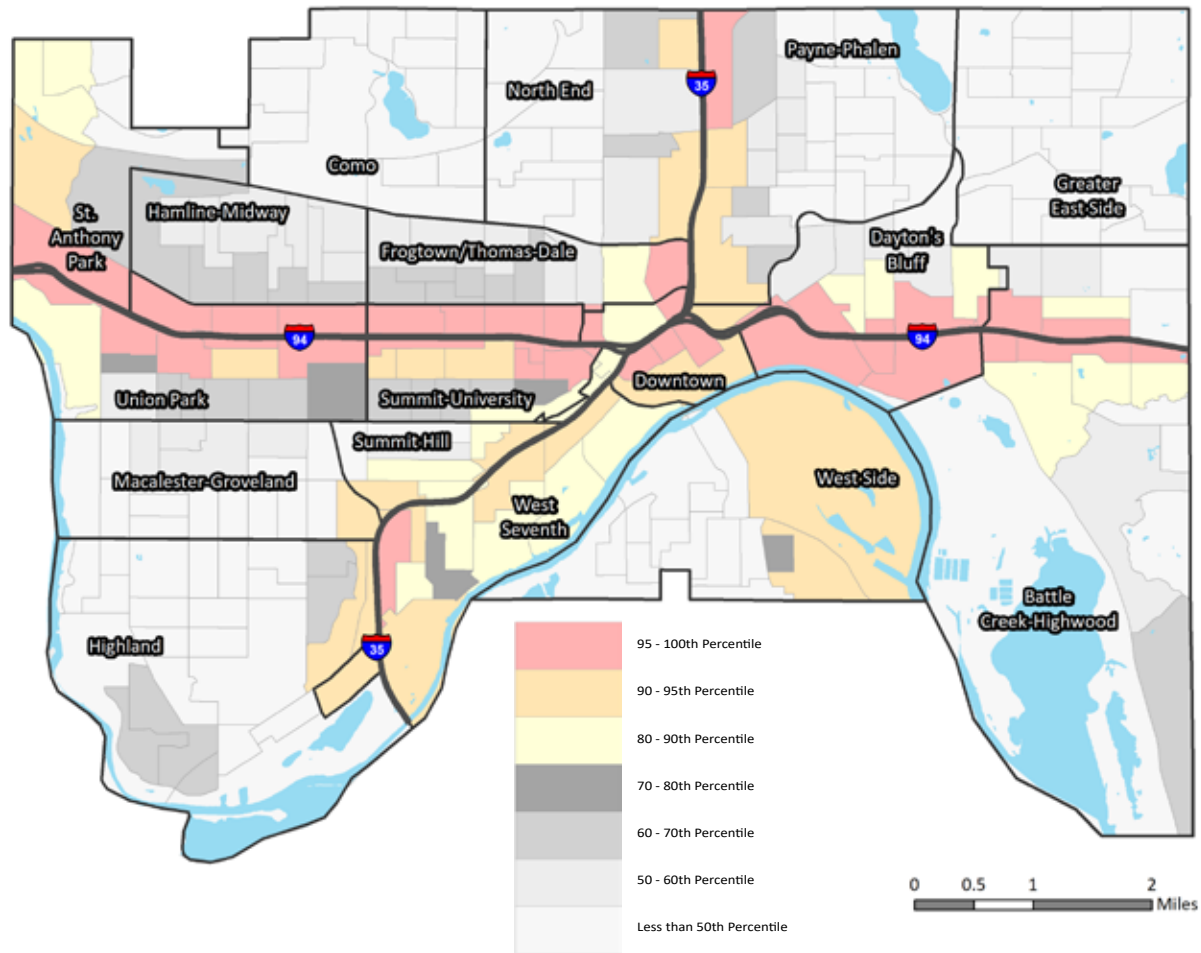 Payne-Phalen
35
North End
Como
Greater
East-Side
St.
Anthony
Park
Hamline-Midway
Frogtown/Thomas-Dale
Dayton's
Bluff
94
94
Downtown
Union Park
Summit-University
Summit-Hill
Macalester-Groveland
West
Seventh
West-Side
Battle
Creek-Highwood
Highland
35
95 - 100th Percentile
90 - 95th Percentile
80 - 90th Percentile
70 - 80th Percentile
60 - 70th Percentile
50 - 60th Percentile
Less than 50th Percentile
0 0.5 1 2
Miles